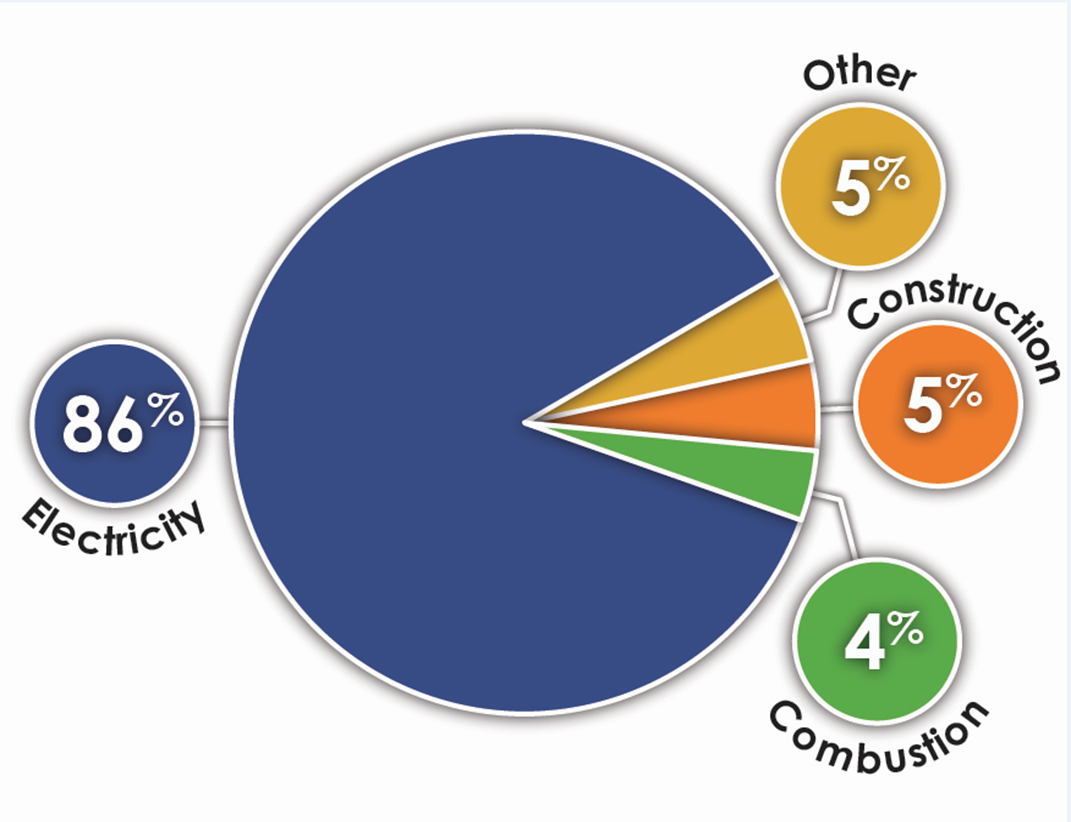 Other
5%
Construction
5%
86%
Electricity
4%
Combustion